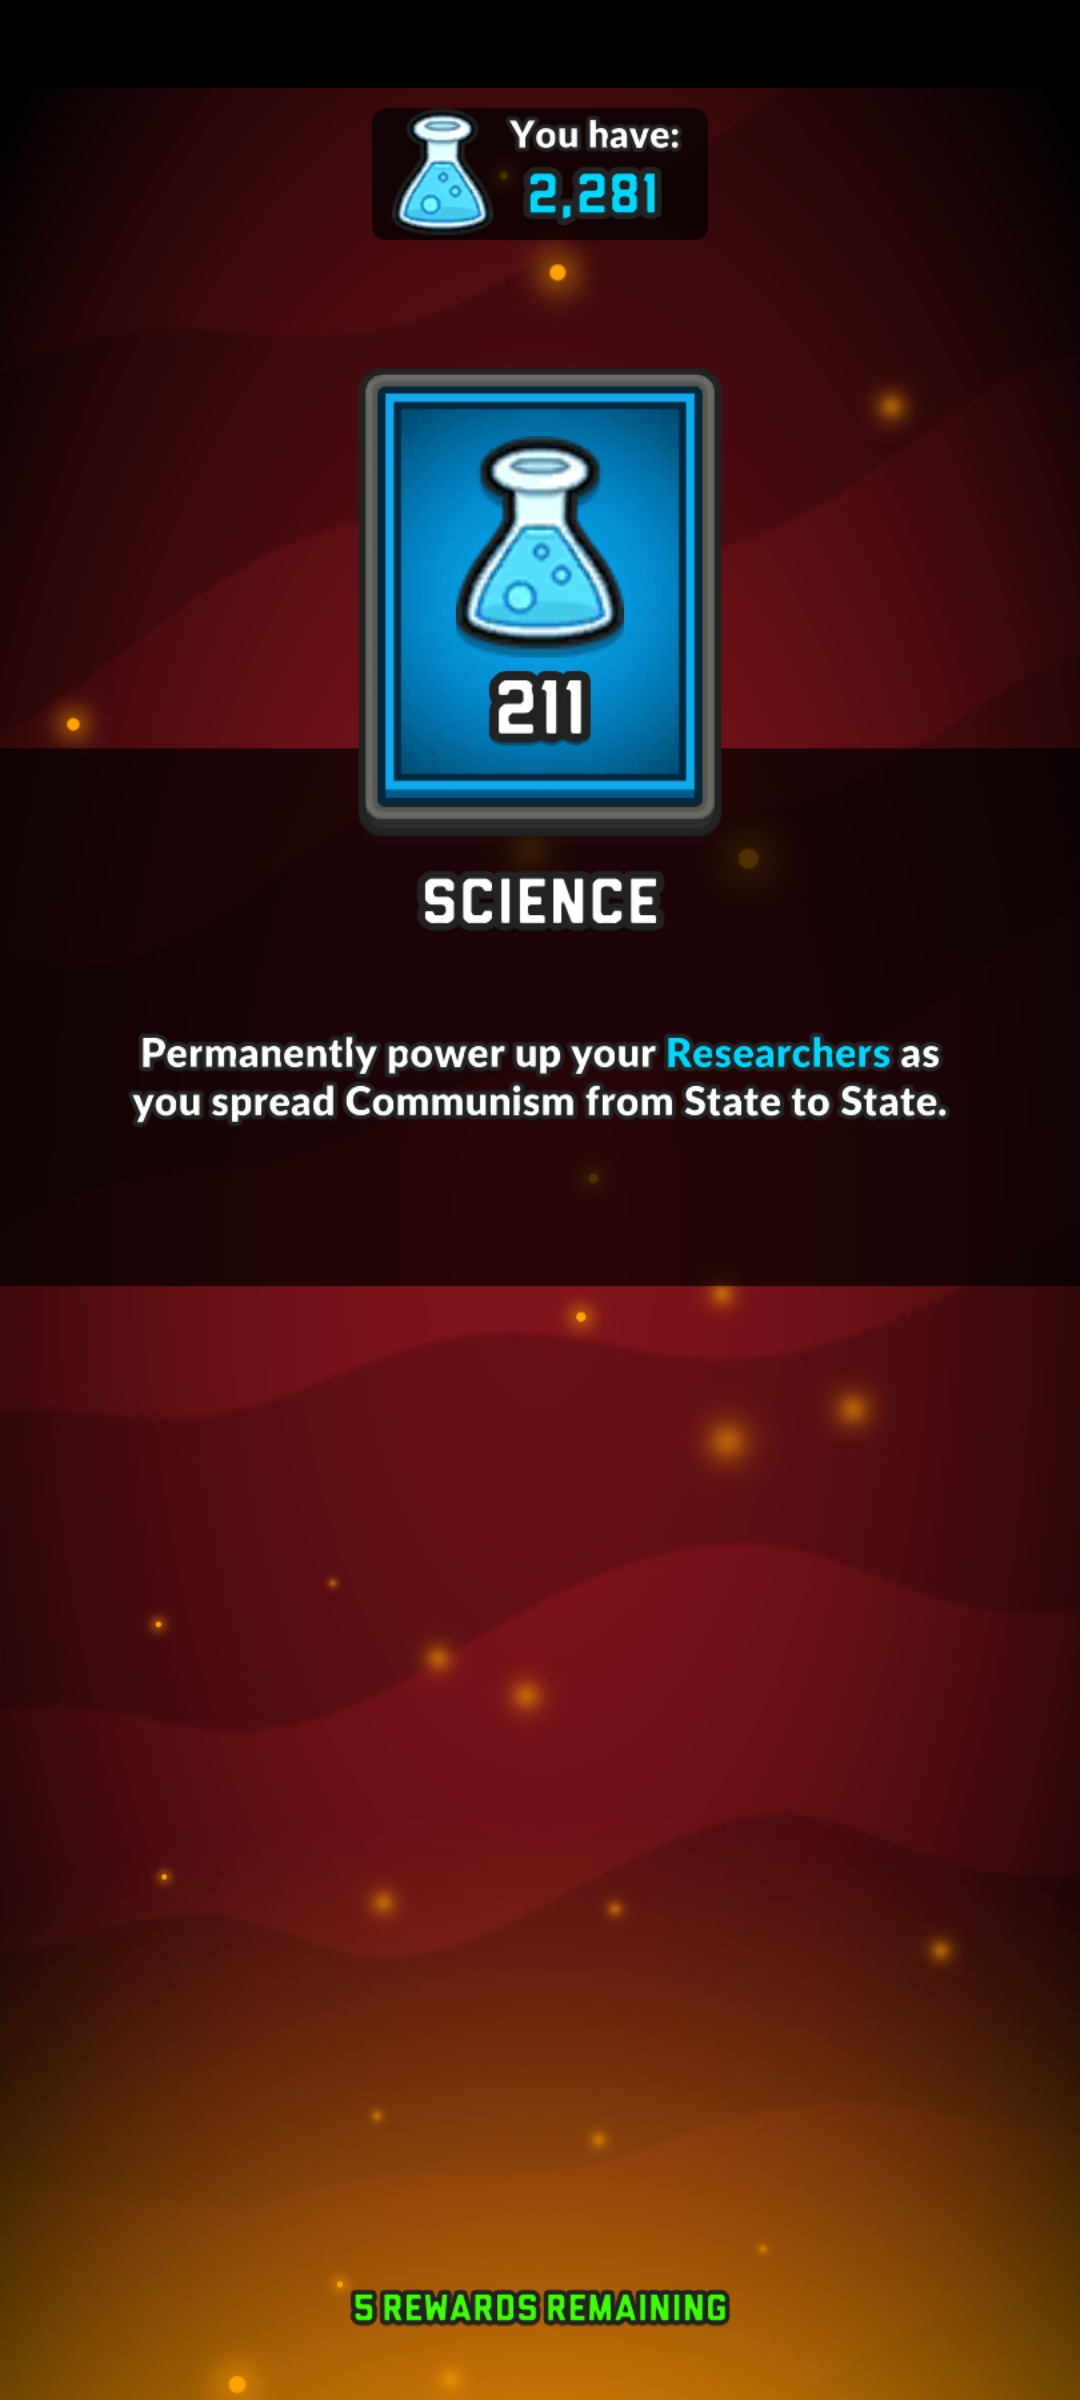 You have:
2,281
211
SCIENCE
Permanently power up your Researchers as
you spread Communism from State to State.
5 REWARDS REMAINING